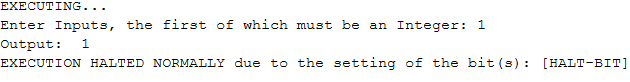 EXECUTING...
Enter Inputs, the first of which must be an Integer: 1
Output:  1
EXECUTION HALTED NORMALLY due to the setting of the bit(s): [HALT-BIT]